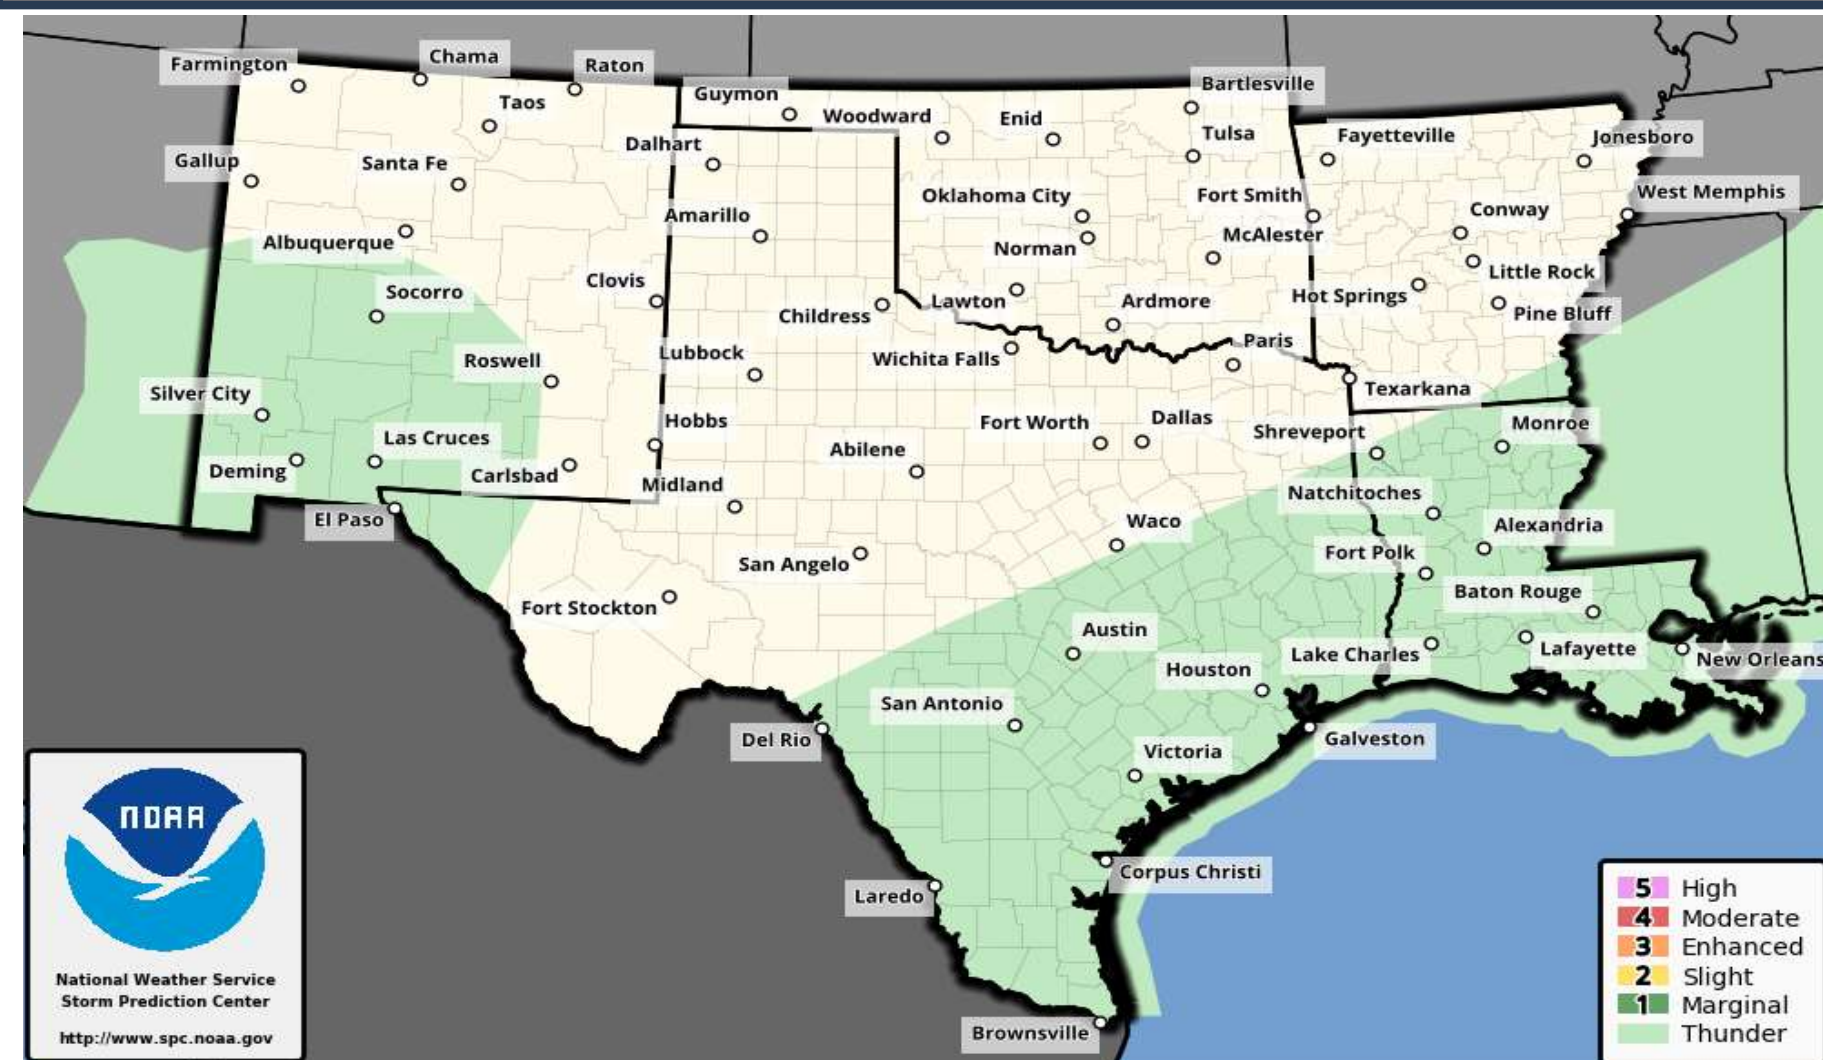 Farmington
Chama
Raton
Guymon
Bartlesville
Taos
Woodward
Enid
Tulsa
Fayetteville
Jonesboro
Gallup
Santa Fe
Dalhart
Oklahoma City
Fort Smith
West Memphis
Amarillo
Conway
Albuquerque
Norman
McAlester
Little Rock
Socorro
Clovis
Childress
Lawton
Ardmore
Hot Springs
Pine Bluff
Roswell
Lubbock
Wichita Falls
Paris
Silver City
Texarkana
Hobbs
Fort Worth
Dallas
Shreveport
Monroe
Las Cruces
Abilene
Deming
Carlsbad
Midland
Natchitoches
El Paso
Waco
Alexandria
San Angelo
Fort Polk
Fort Stockton
Baton Rouge
Austin
Lake Charles
Lafayette
New Orleans
Houston
San Antonio
Del Rio
Galveston
Victoria
Corpus Christi
Laredo
Brownsville
NOAA
National Weather Service
Storm Prediction Center
http://www.spc.noaa.gov
5 High
4 Moderate
3 Enhanced
2 Slight
1 Marginal
Thunder